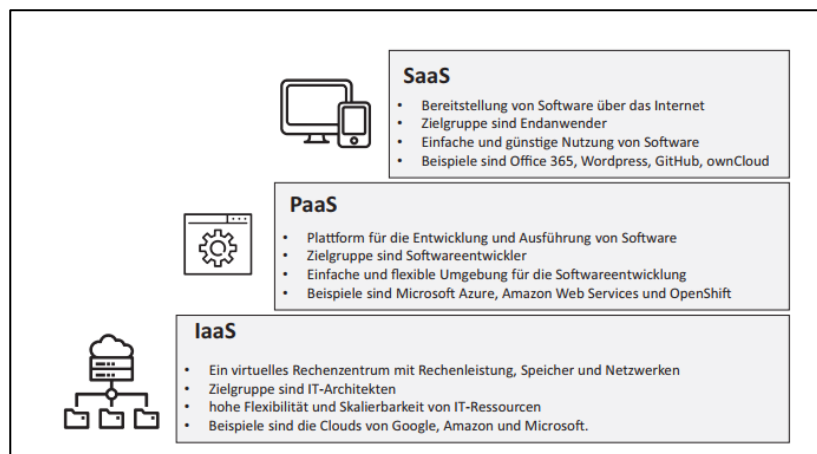 SaaS
• Bereitstellung von Software über das Internet
• Zielgruppe sind Endanwender
• Einfache und günstige Nutzung von Software
• Beispiele sind Office 365, Wordpress, GitHub, ownCloud
PaaS
• Plattform für die Entwicklung und Ausführung von Software
• Zielgruppe sind Softwareentwickler
• Einfache und flexible Umgebung für die Softwareentwicklung
• Beispiele sind Microsoft Azure, Amazon Web Services und OpenShift
IaaS
• Ein virtuelles Rechenzentrum mit Rechenleistung, Speicher und Netzwerken
• Zielgruppe sind IT-Architekten
• hohe Flexibilität und Skalierbarkeit von IT-Ressourcen
• Beispiele sind die Clouds von Google, Amazon und Microsoft.